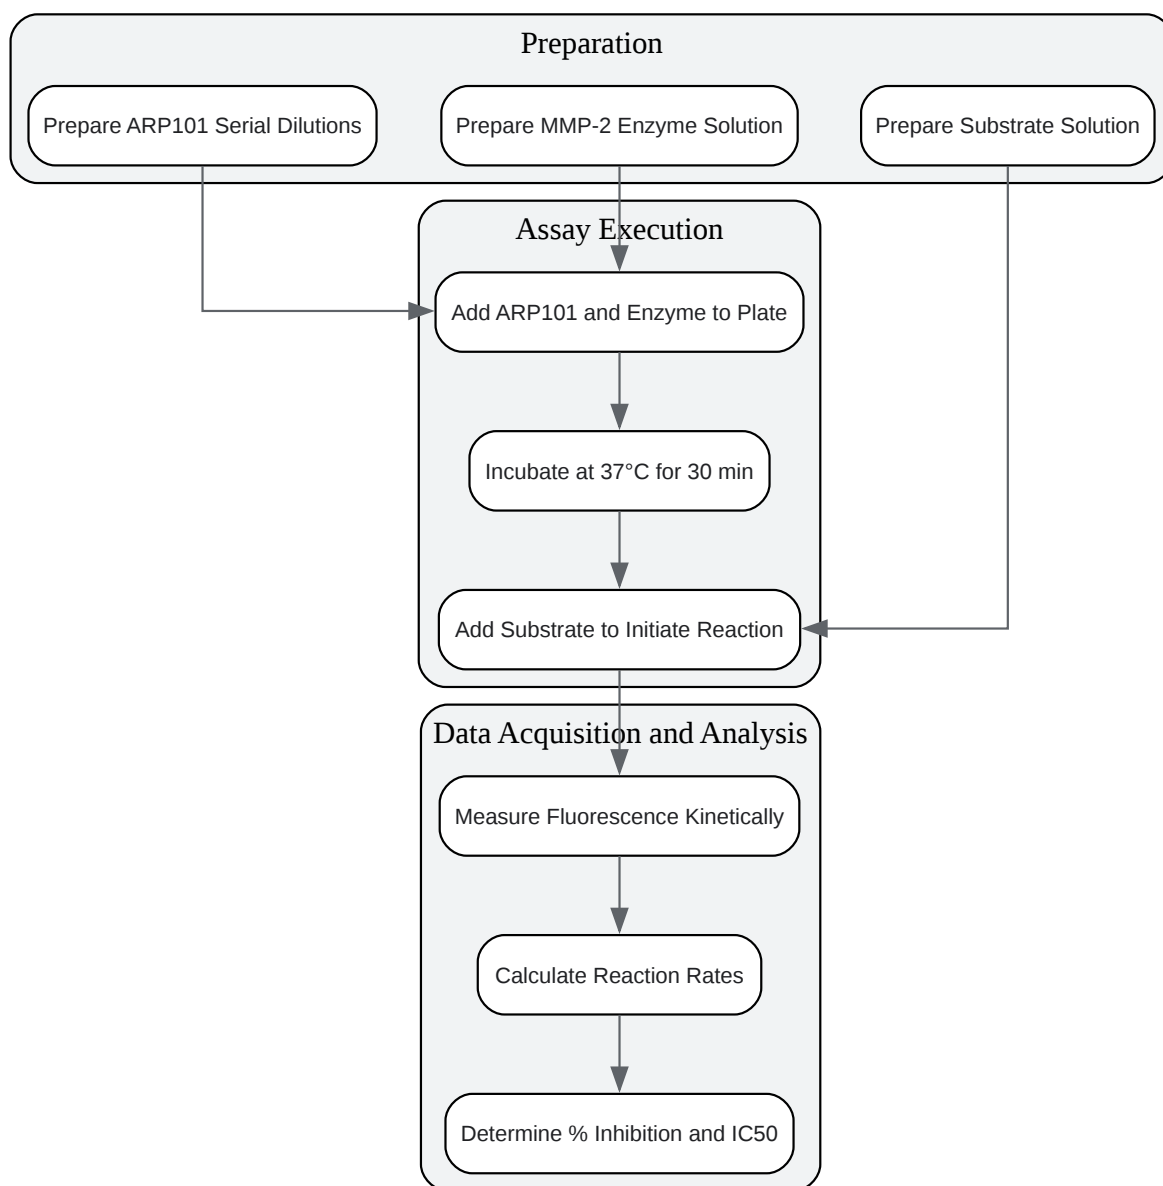 Preparation
Prepare ARP101 Serial Dilutions
Prepare MMP-2 Enzyme Solution
Prepare Substrate Solution
Assay Execution
Add ARP101 and Enzyme to Plate
Incubate at 37°C for 30 min
Add Substrate to Initiate Reaction
Data Acquisition and Analysis
Measure Fluorescence Kinetically
Calculate Reaction Rates
Determine % Inhibition and IC50